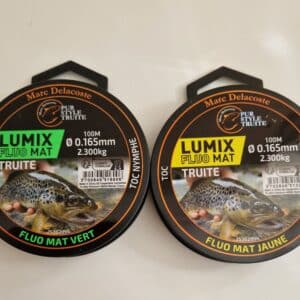 Marc Delacoste
PUR
STYLE
TRUITE
LUMIX
FLUO MAT
TRUITE
100M
Ø 0.165mm
2.300kg
TOC NYMPHE
FLUO MAT VERT
Marc Delacoste
PUR
STYLE
TRUITE
LUMIX
FLUO MAT
TRUITE
100M
Ø 0.165mm
2.300kg
TOC
FLUO MAT JAUNE